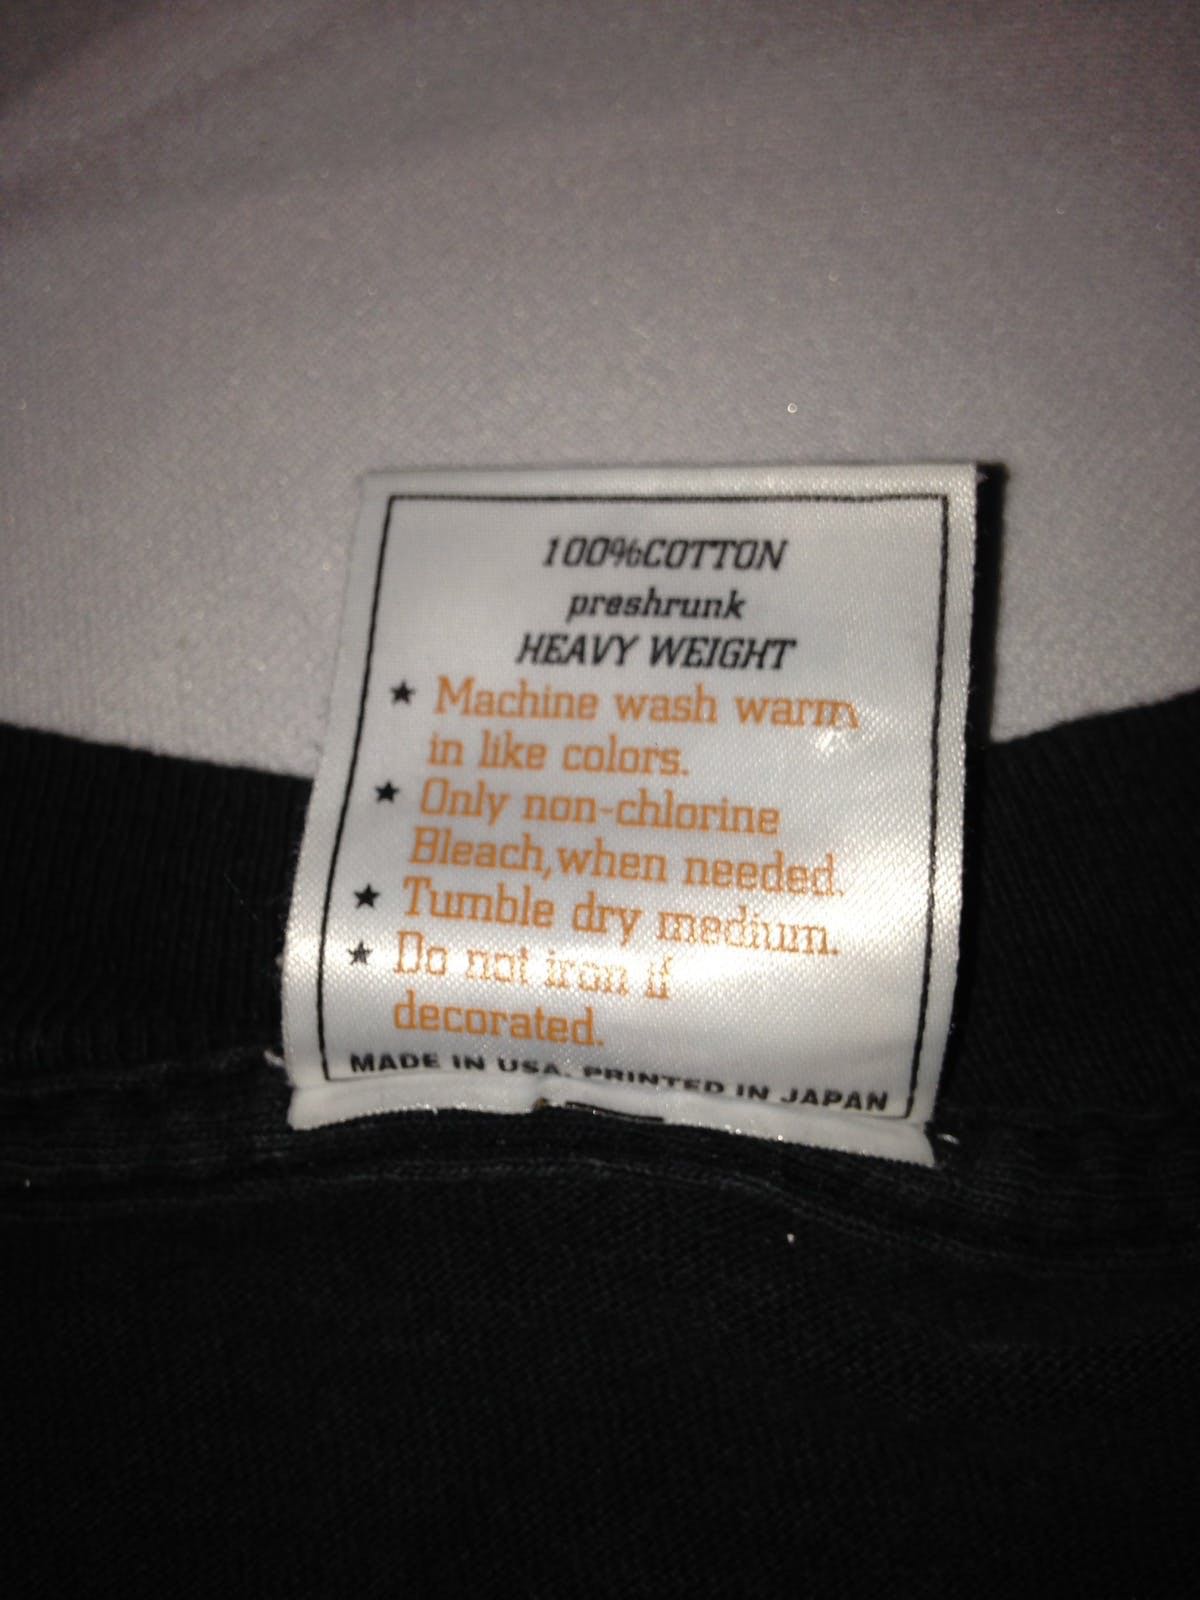 100%COTTON
preshrunk
HEAVY WEIGHT
★ Machine wash warm
in like colors.
★ Only non-chlorine
Bleach,when needed.
★ Tumble dry medium.
★ Do not iron if
decorated.
MADE IN USA. PRINTED IN JAPAN